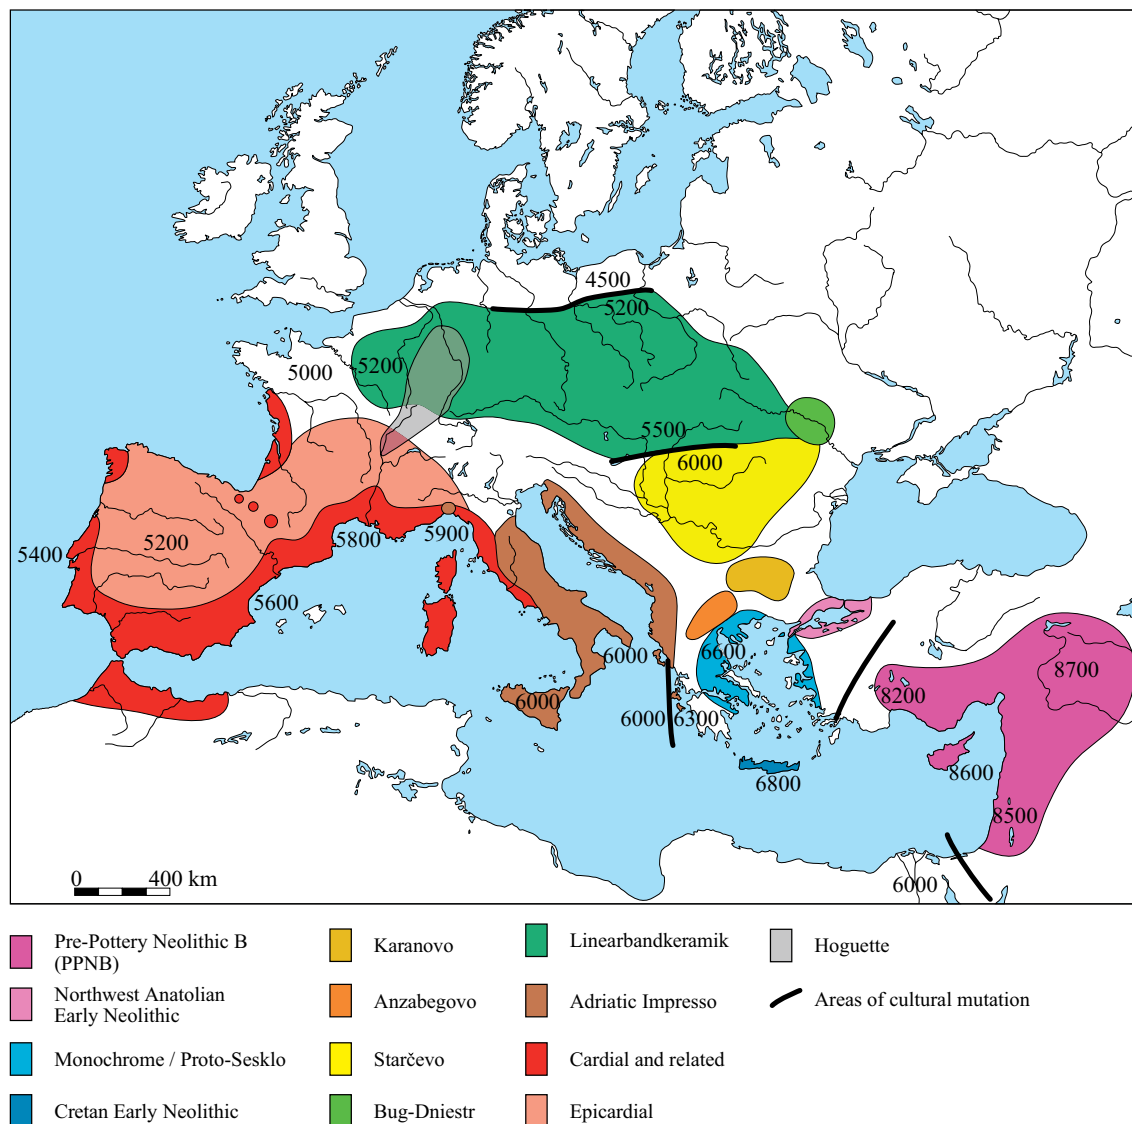 4500
5200
5200
5000
5500
6000
5400
5200
5800
5900
5600
6000
6600
6000
6000
6300
6800
8200
8700
8600
8500
6000
0 400 km
Pre-Pottery Neolithic B
(PPNB)
Northwest Anatolian
Early Neolithic
Monochrome / Proto-Sesklo
Cretan Early Neolithic
Karanovo
Anzabegovo
Starčevo
Bug-Dniestr
Linearbandkeramik
Adriatic Impresso
Cardial and related
Epicardial
Hoguette
Areas of cultural mutation